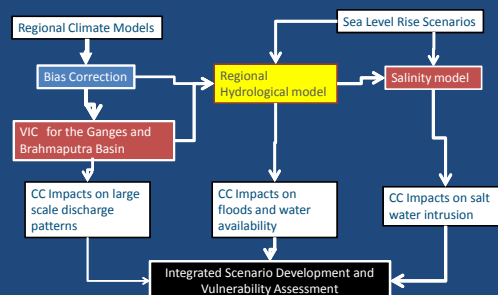 Regional Climate Models
Sea Level Rise Scenarios
Bias Correction
Regional
Hydrological model
Salinity model
VIC for the Ganges and
Brahmaputra Basin
CC Impacts on large
scale discharge
patterns
CC Impacts on
floods and water
availability
CC Impacts on salt
water intrusion
Integrated Scenario Development and
Vulnerability Assessment